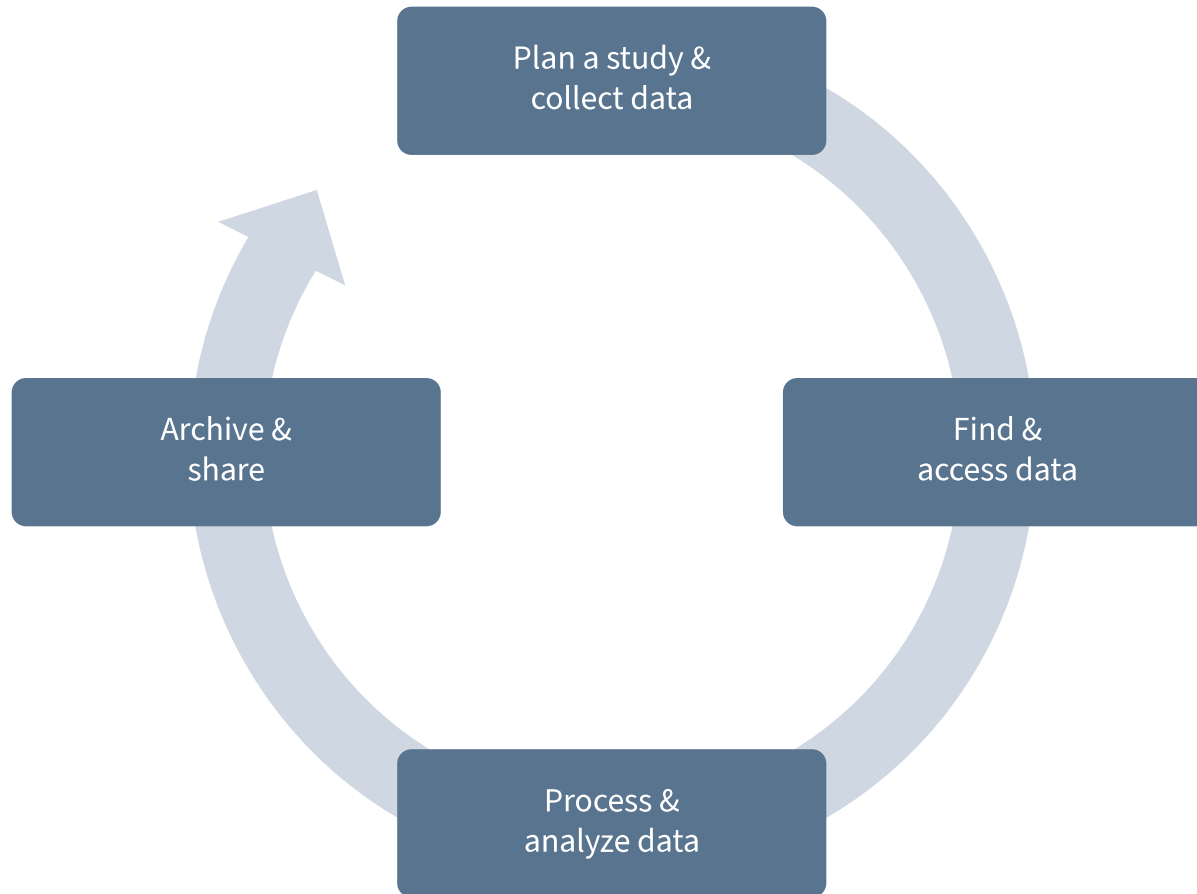 Plan a study &
collect data
Find &
access data
Process &
analyze data
Archive &
share